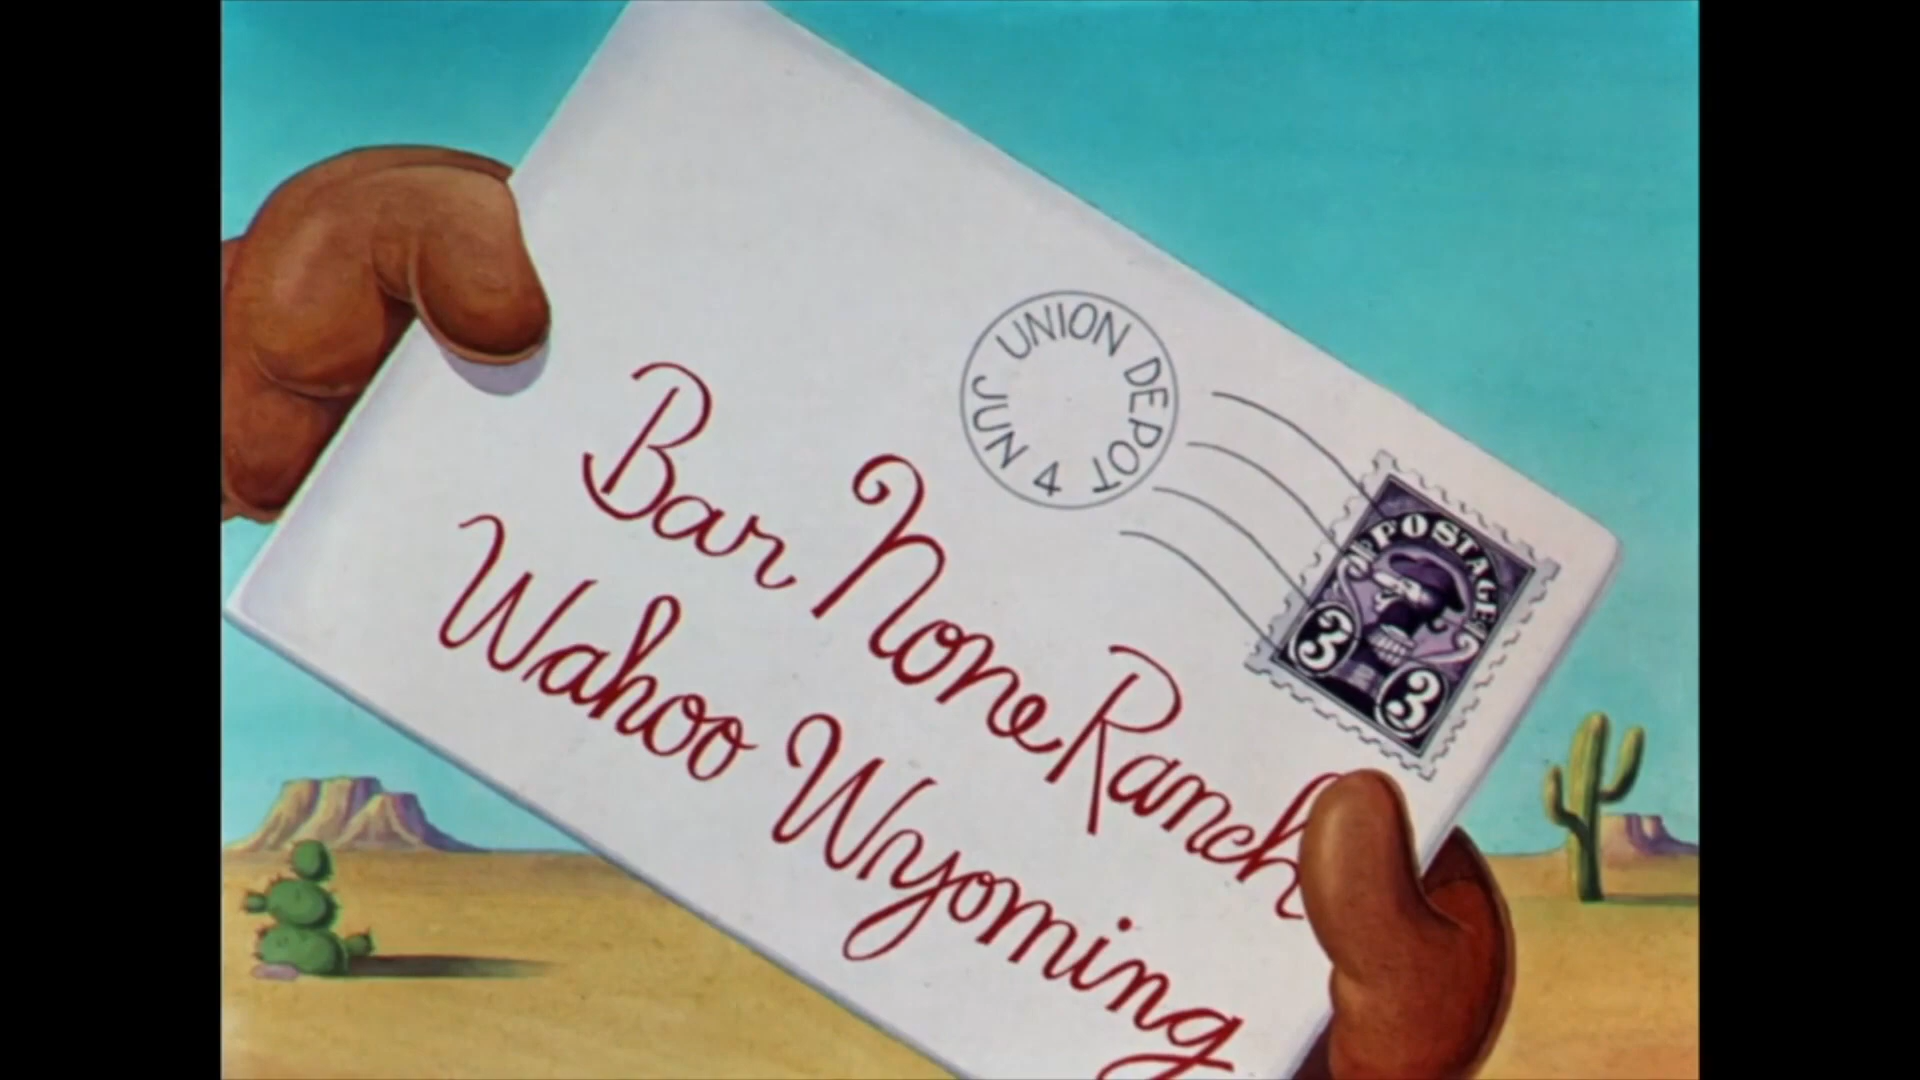 UNION DEPOT
JUN 4
POSTAGE
3 3
Bar None Ranch
Wahoo Wyoming